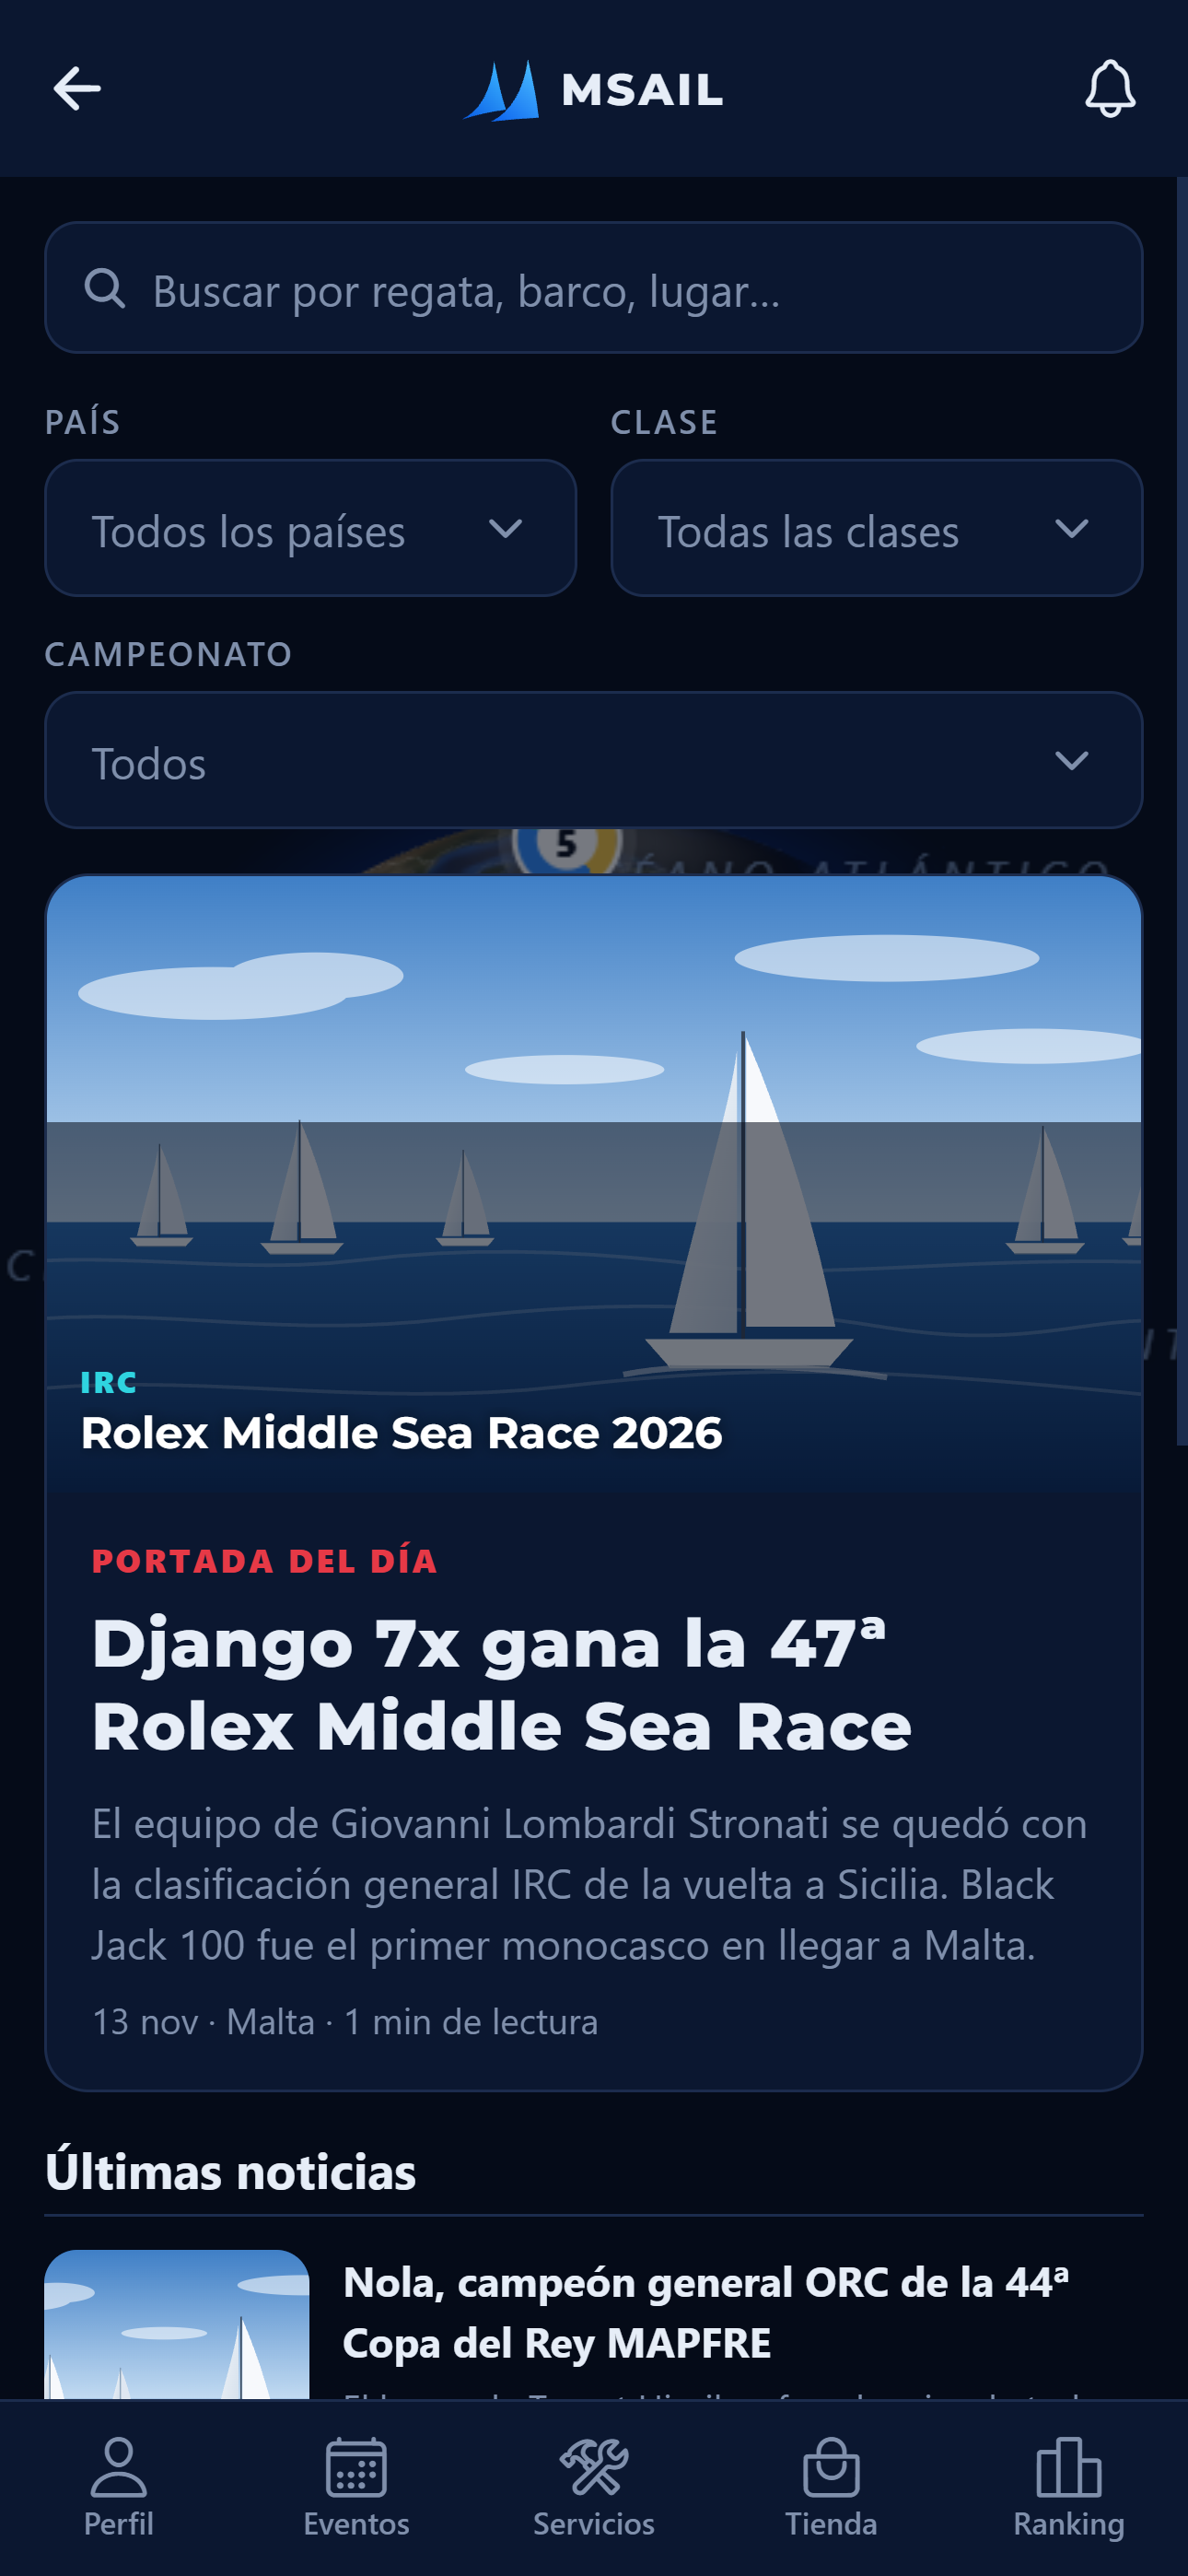 MSAIL
Buscar por regata, barco, lugar...
PAÍS
CLASE
Todos los países
Todas las clases
CAMPEONATO
Todos
5
ATLÁNTICO
IRC
Rolex Middle Sea Race 2026
PORTADA DEL DÍA
Django 7x gana la 47ª
Rolex Middle Sea Race
El equipo de Giovanni Lombardi Stronati se quedó con
la clasificación general IRC de la vuelta a Sicilia. Black
Jack 100 fue el primer monocasco en llegar a Malta.
13 nov · Malta · 1 min de lectura
Últimas noticias
Nola, campeón general ORC de la 44ª
Copa del Rey MAPFRE
Perfil
Eventos
Servicios
Tienda
Ranking